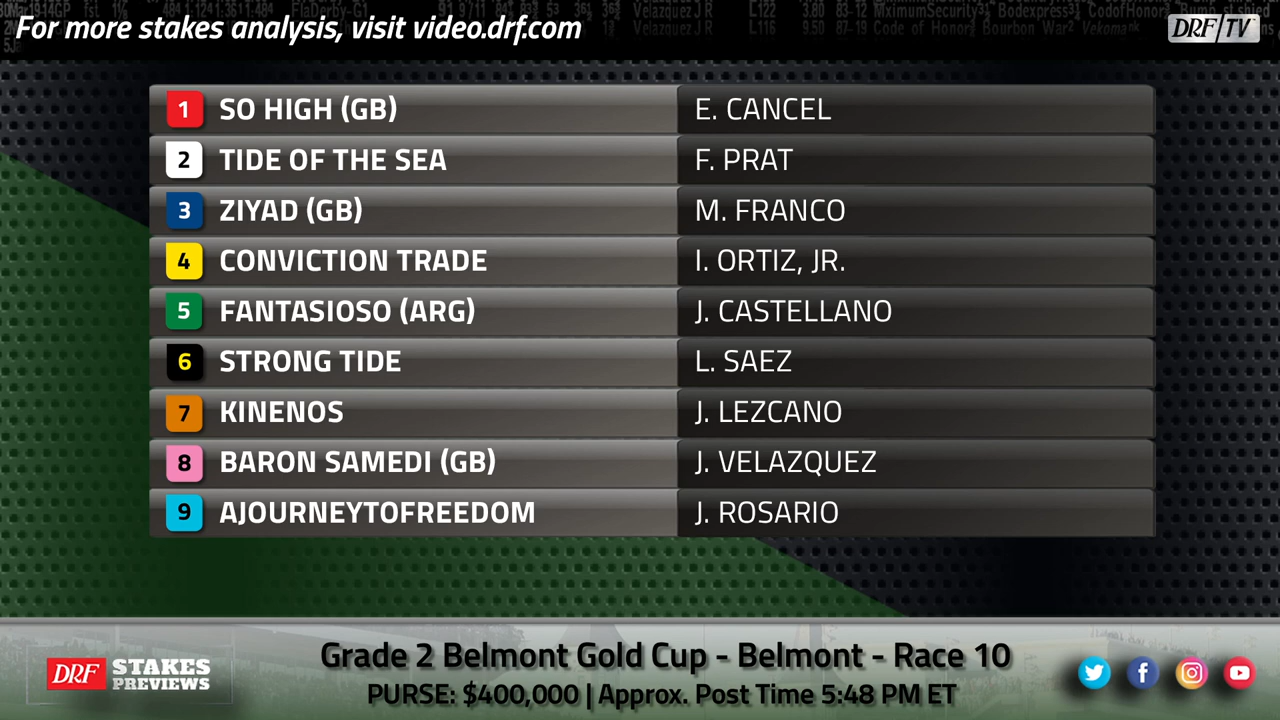 For more stakes analysis, visit video.drf.com
DRF TV
1 SO HIGH (GB) E. CANCEL
2 TIDE OF THE SEA F. PRAT
3 ZIYAD (GB) M. FRANCO
4 CONVICTION TRADE I. ORTIZ, JR.
5 FANTASIOSO (ARG) J. CASTELLANO
6 STRONG TIDE L. SAEZ
7 KINENOS J. LEZCANO
8 BARON SAMEDI (GB) J. VELAZQUEZ
9 AJOURNEYTOFREEDOM J. ROSARIO
DRF STAKES PREVIEWS
Grade 2 Belmont Gold Cup - Belmont - Race 10
PURSE: $400,000 | Approx. Post Time 5:48 PM ET